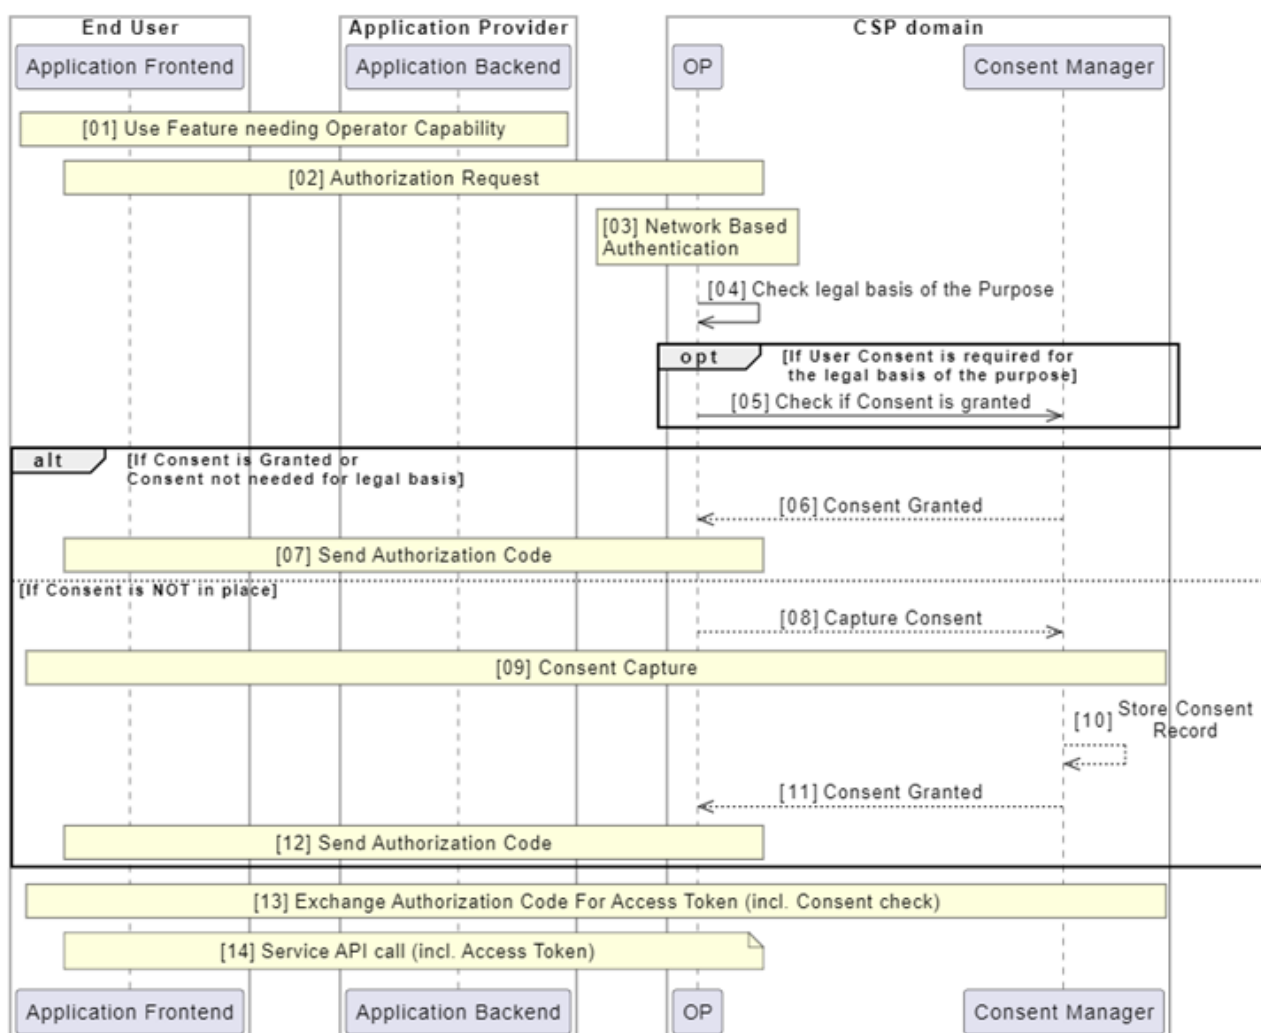 End User
Application Provider
CSP domain
Application Frontend
Application Backend
OP
Consent Manager
[01] Use Feature needing Operator Capability
[02] Authorization Request
[03] Network Based
Authentication
[04] Check legal basis of the Purpose
opt
[If User Consent is required for
the legal basis of the purpose]
[05] Check if Consent is granted
alt
[If Consent is Granted or
Consent not needed for legal basis]
[06] Consent Granted
[07] Send Authorization Code
[If Consent is NOT in place]
[08] Capture Consent
[09] Consent Capture
[10] Store Consent
Record
[11] Consent Granted
[12] Send Authorization Code
[13] Exchange Authorization Code For Access Token (incl. Consent check)
[14] Service API call (incl. Access Token)
Application Frontend
Application Backend
OP
Consent Manager